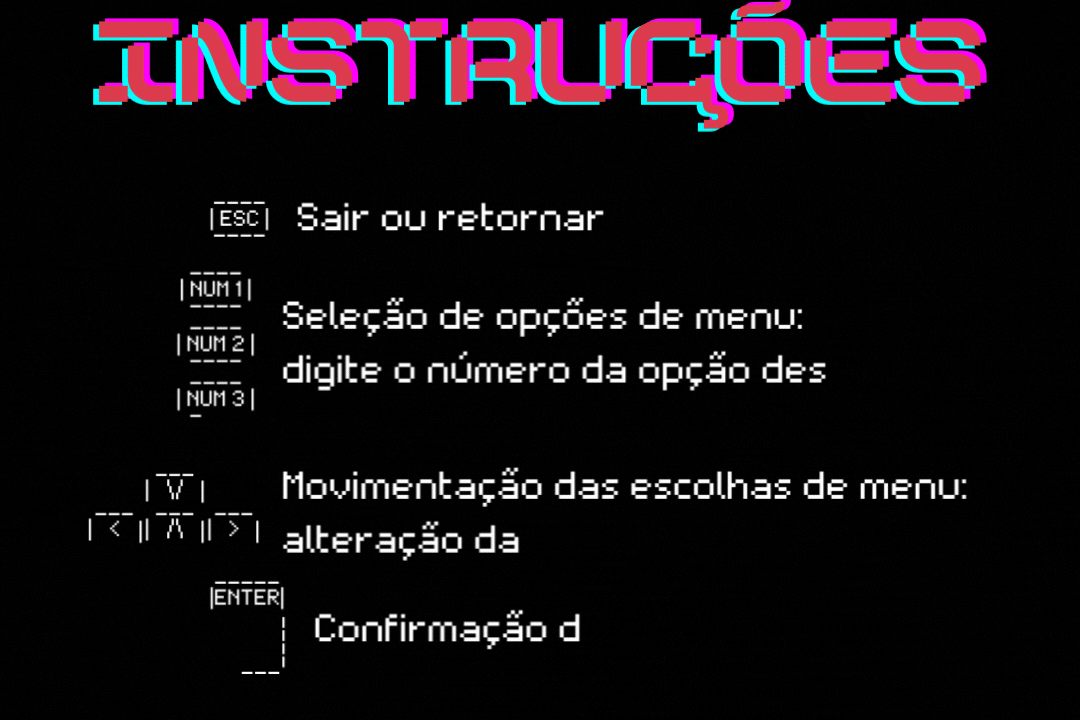 INSTRUÇÕES
ESC Sair ou retornar
NUM 1
Seleção de opções de menu:
NUM 2
digite o número da opção des
NUM 3
\/ Movimentação das escolhas de menu:
< /\ >
alteração da
ENTER
Confirmação d